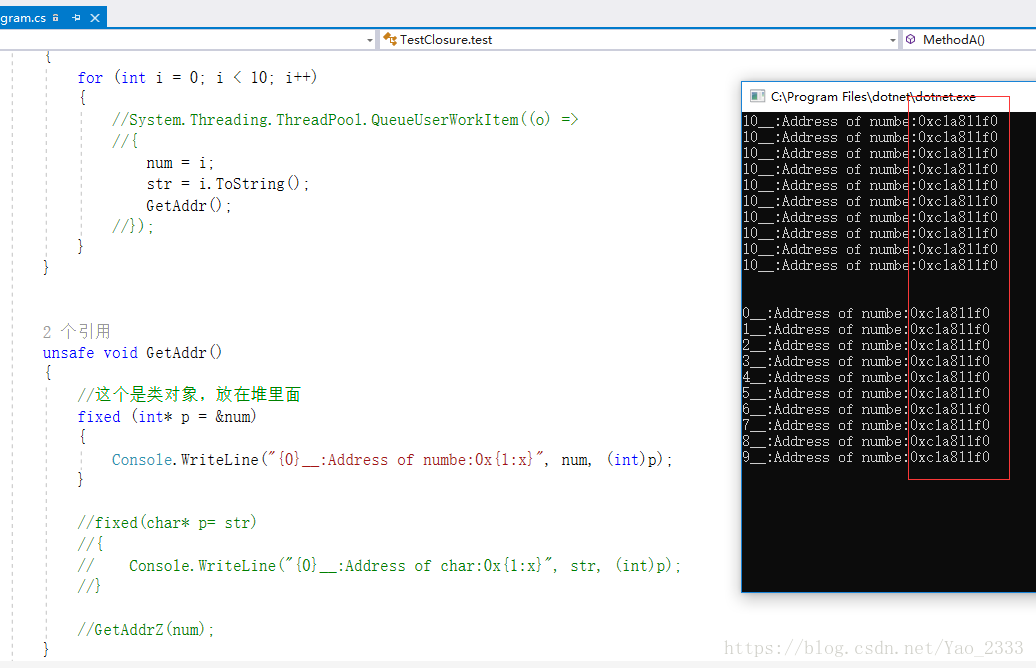 gram.cs
TestClosure.test
MethodA()
{
for (int i = 0; i < 10; i++)
{
//System.Threading.ThreadPool.QueueUserWorkItem((o) =>
//{
num = i;
str = i.ToString();
GetAddr();
//});
}
}
2 个引用
unsafe void GetAddr()
{
//这个是类对象，放在堆里面
fixed (int* p = &num)
{
Console.WriteLine("{0}__:Address of numbe:0x{1:x}", num, (int)p);
}
//fixed(char* p= str)
//{
//    Console.WriteLine("{0}__:Address of char:0x{1:x}", str, (int)p);
//}
//GetAddrZ(num);
}
C:\Program Files\dotnet\dotnet.exe
10__:Address of numbe:0xc1a811f0
10__:Address of numbe:0xc1a811f0
10__:Address of numbe:0xc1a811f0
10__:Address of numbe:0xc1a811f0
10__:Address of numbe:0xc1a811f0
10__:Address of numbe:0xc1a811f0
10__:Address of numbe:0xc1a811f0
10__:Address of numbe:0xc1a811f0
10__:Address of numbe:0xc1a811f0
10__:Address of numbe:0xc1a811f0
0__:Address of numbe:0xc1a811f0
1__:Address of numbe:0xc1a811f0
2__:Address of numbe:0xc1a811f0
3__:Address of numbe:0xc1a811f0
4__:Address of numbe:0xc1a811f0
5__:Address of numbe:0xc1a811f0
6__:Address of numbe:0xc1a811f0
7__:Address of numbe:0xc1a811f0
8__:Address of numbe:0xc1a811f0
9__:Address of numbe:0xc1a811f0
https://blog.csdn.net/Yao_2333